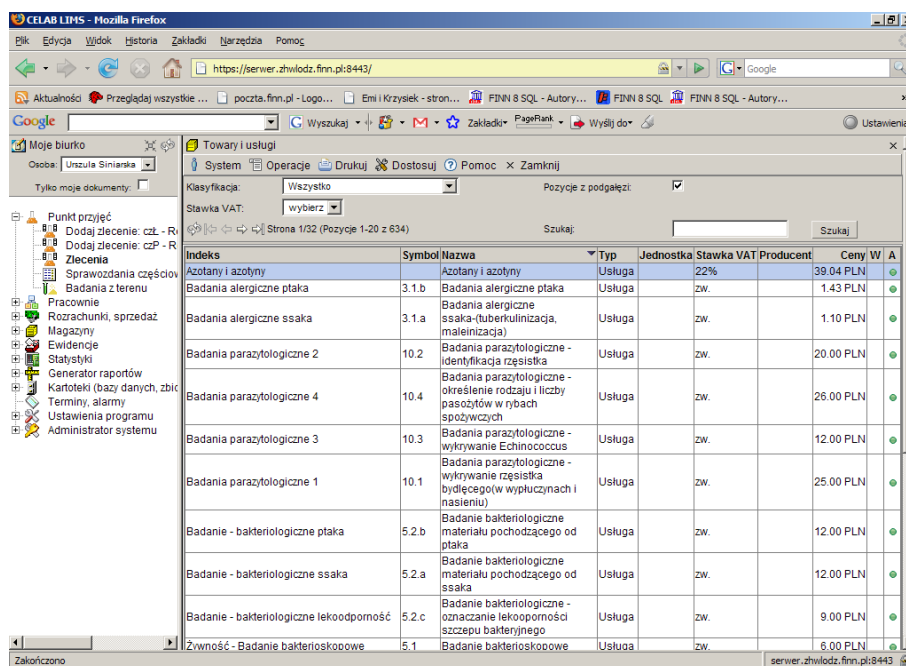 CELAB LIMS - Mozilla Firefox
Plik Edycja Widok Historia Zakładki Narzędzia Pomoc
https://serwer.zhwlodz.finn.pl:8443/ Google
Aktualności Przeglądaj wszystkie ... poczta.finn.pl - Logo... Emi i Krzysiek - stron... FINN 8 SQL - Autory... FINN 8 SQL FINN 8 SQL - Autory...
Google Wyszukaj Zakładki PageRank Wyślij do Ustawienia
Moje biurko
Osoba: Urszula Siniarska
Tylko moje dokumenty:
Punkt przyjęć
Dodaj zlecenie: czŁ - R
Dodaj zlecenie: czP - R
Zlecenia
Sprawozdania częściow
Badania z terenu
Pracownie
Rozrachunki, sprzedaż
Magazyny
Ewidencje
Statystyki
Generator raportów
Kartoteki (bazy danych, zbio
Terminy, alarmy
Ustawienia programu
Administrator systemu
Towary i usługi
System Operacje Drukuj Dostosuj Pomoc Zamknij
Klasyfikacja: Wszystko Pozycje z podgałęzi:
Stawka VAT: wybierz
Strona 1/32 (Pozycje 1-20 z 634) Szukaj: Szukaj
Indeks Symbol Nazwa Typ Jednostka Stawka VAT Producent Ceny W A
Azotany i azotyny Azotany i azotyny Usługa 22% 39.04 PLN
Badania alergiczne ptaka 3.1.b Badania alergiczne ptaka Usługa zw. 1.43 PLN
Badania alergiczne
Badania alergiczne ssaka 3.1.a ssaka-(tuberkulinizacja, Usługa zw. 1.10 PLN
maleinizacja)
Badania parazytologiczne 2 10.2 Badania parazytologiczne - Usługa zw. 20.00 PLN
identyfikacja rzęsistka
Badania parazytologiczne -
określenie rodzaju i liczby
Badania parazytologiczne 4 10.4 pasożytów w rybach Usługa zw. 26.00 PLN
spożywczych
Badania parazytologiczne 3 10.3 Badania parazytologiczne - Usługa zw. 12.00 PLN
wykrywanie Echinococcus
Badania parazytologiczne -
wykrywanie rzęsistka
Badania parazytologiczne 1 10.1 bydlęcego(w wypłuczynach i Usługa zw. 25.00 PLN
nasieniu)
Badanie bakteriologiczne
Badanie - bakteriologiczne ptaka 5.2.b materiału pochodzącego od Usługa zw. 12.00 PLN
ptaka
Badanie bakteriologiczne
Badanie - bakteriologiczne ssaka 5.2.a materiału pochodzącego od Usługa zw. 12.00 PLN
ssaka
Badanie bakteriologiczne -
Badanie - bakteriologiczne lekoodporność 5.2.c oznaczanie lekooporności Usługa zw. 9.00 PLN
szczepu bakteryjnego
Żywność - Badanie bakterioskopowe 5.1 Badanie bakterioskopowe Usługa zw. 6.00 PLN
Zakończono serwer.zhwlodz.finn.pl:8443